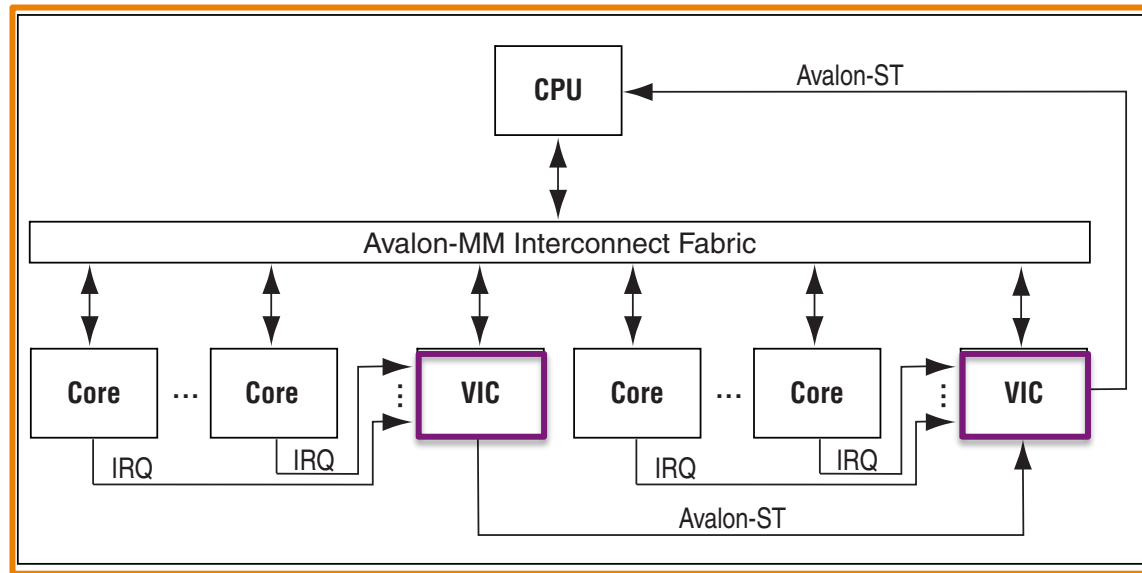 Avalon-ST
CPU
Avalon-MM Interconnect Fabric
Core ... Core VIC Core ... Core VIC
IRQ IRQ IRQ IRQ
Avalon-ST